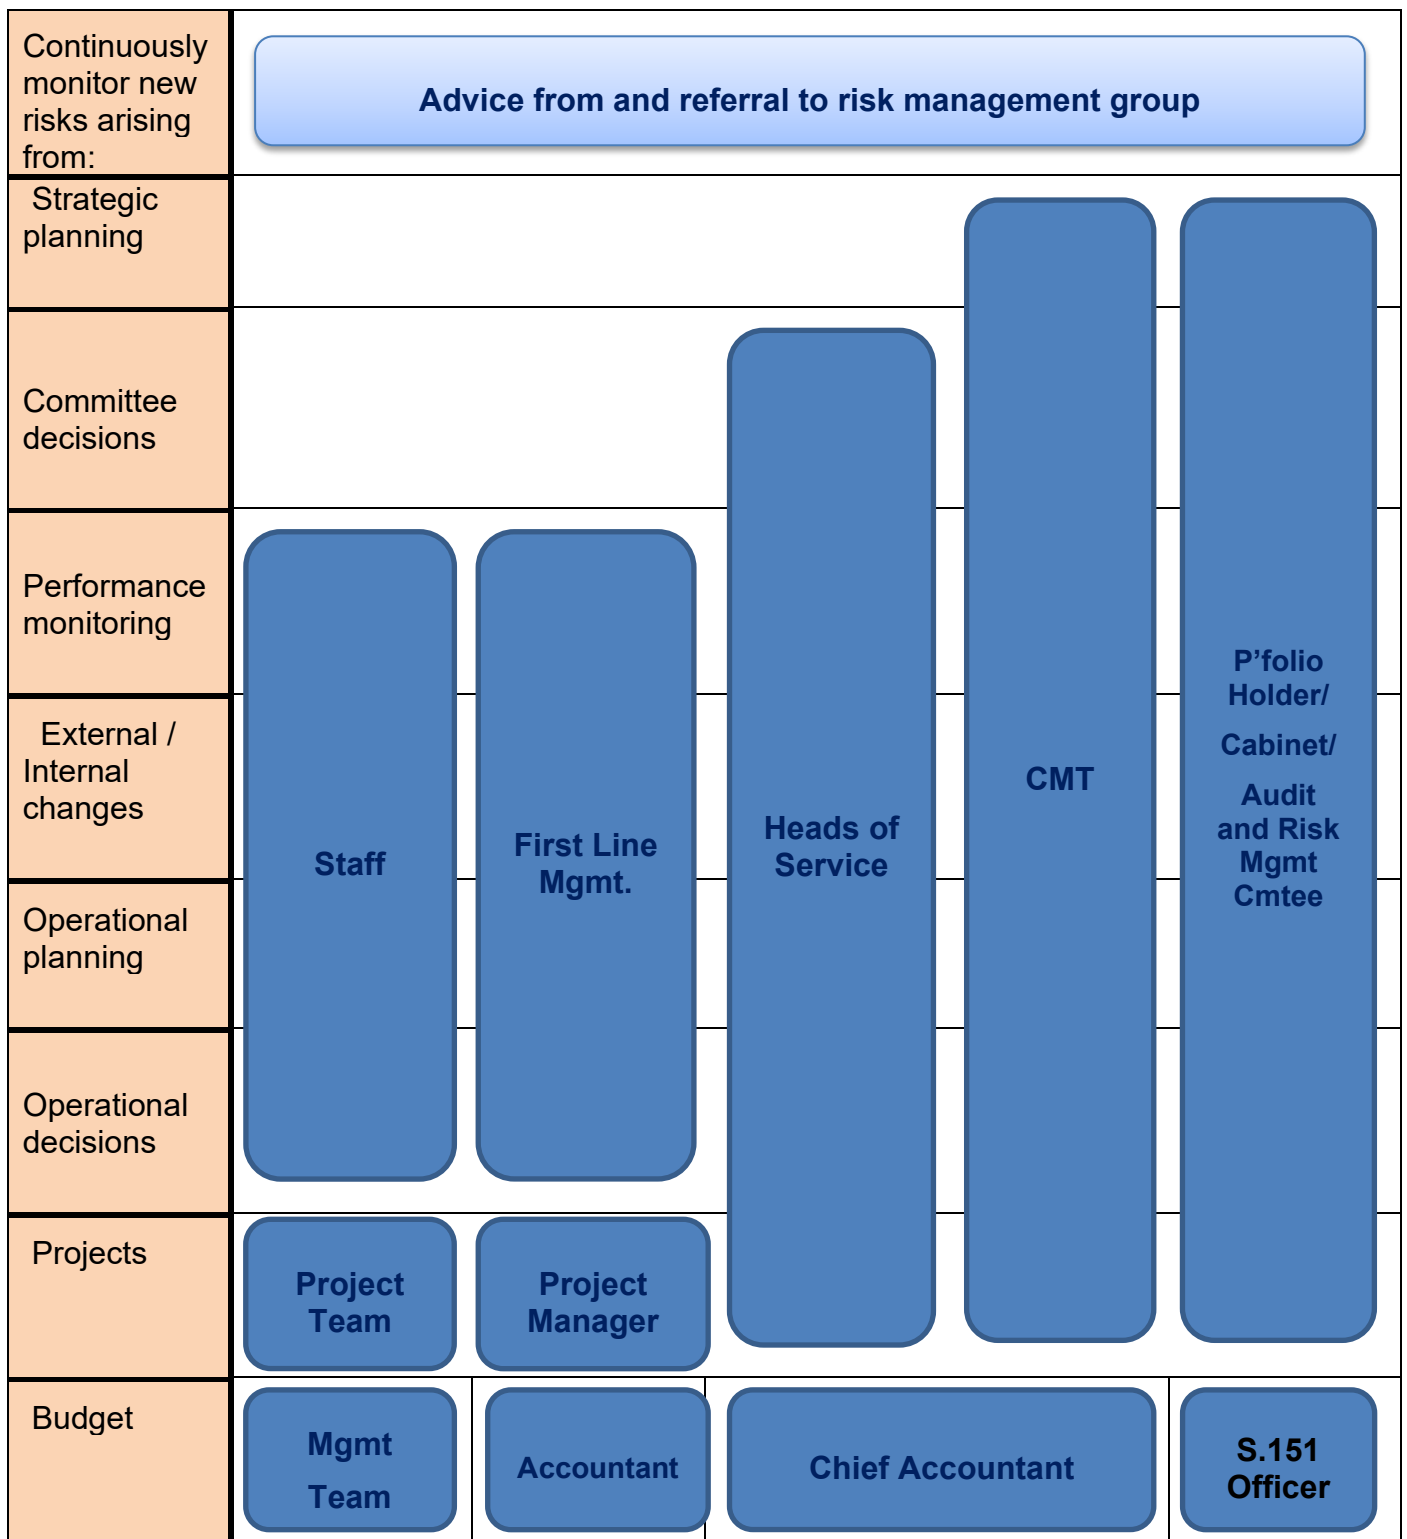 Continuously
monitor new
risks arising
from:
Advice from and referral to risk management group
Strategic
planning
Committee
decisions
Performance
monitoring
External /
Internal
changes
Operational
planning
Operational
decisions
Staff
First Line
Mgmt.
Heads of
Service
CMT
P’folio
Holder/
Cabinet/
Audit
and Risk
Mgmt
Cmtee
Projects
Project
Team
Project
Manager
Budget
Mgmt
Team
Accountant
Chief Accountant
S.151
Officer